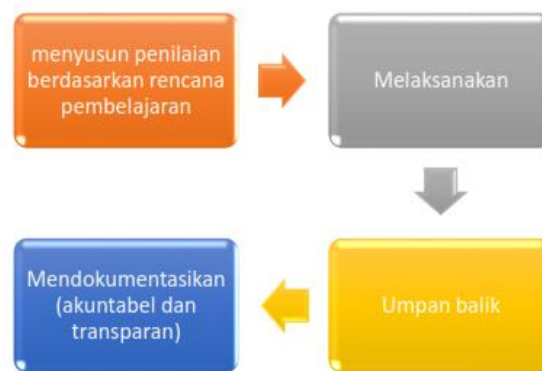 menyusun penilaian
berdasarkan rencana
pembelajaran
Melaksanakan
Umpan balik
Mendokumentasikan
(akuntabel dan
transparan)